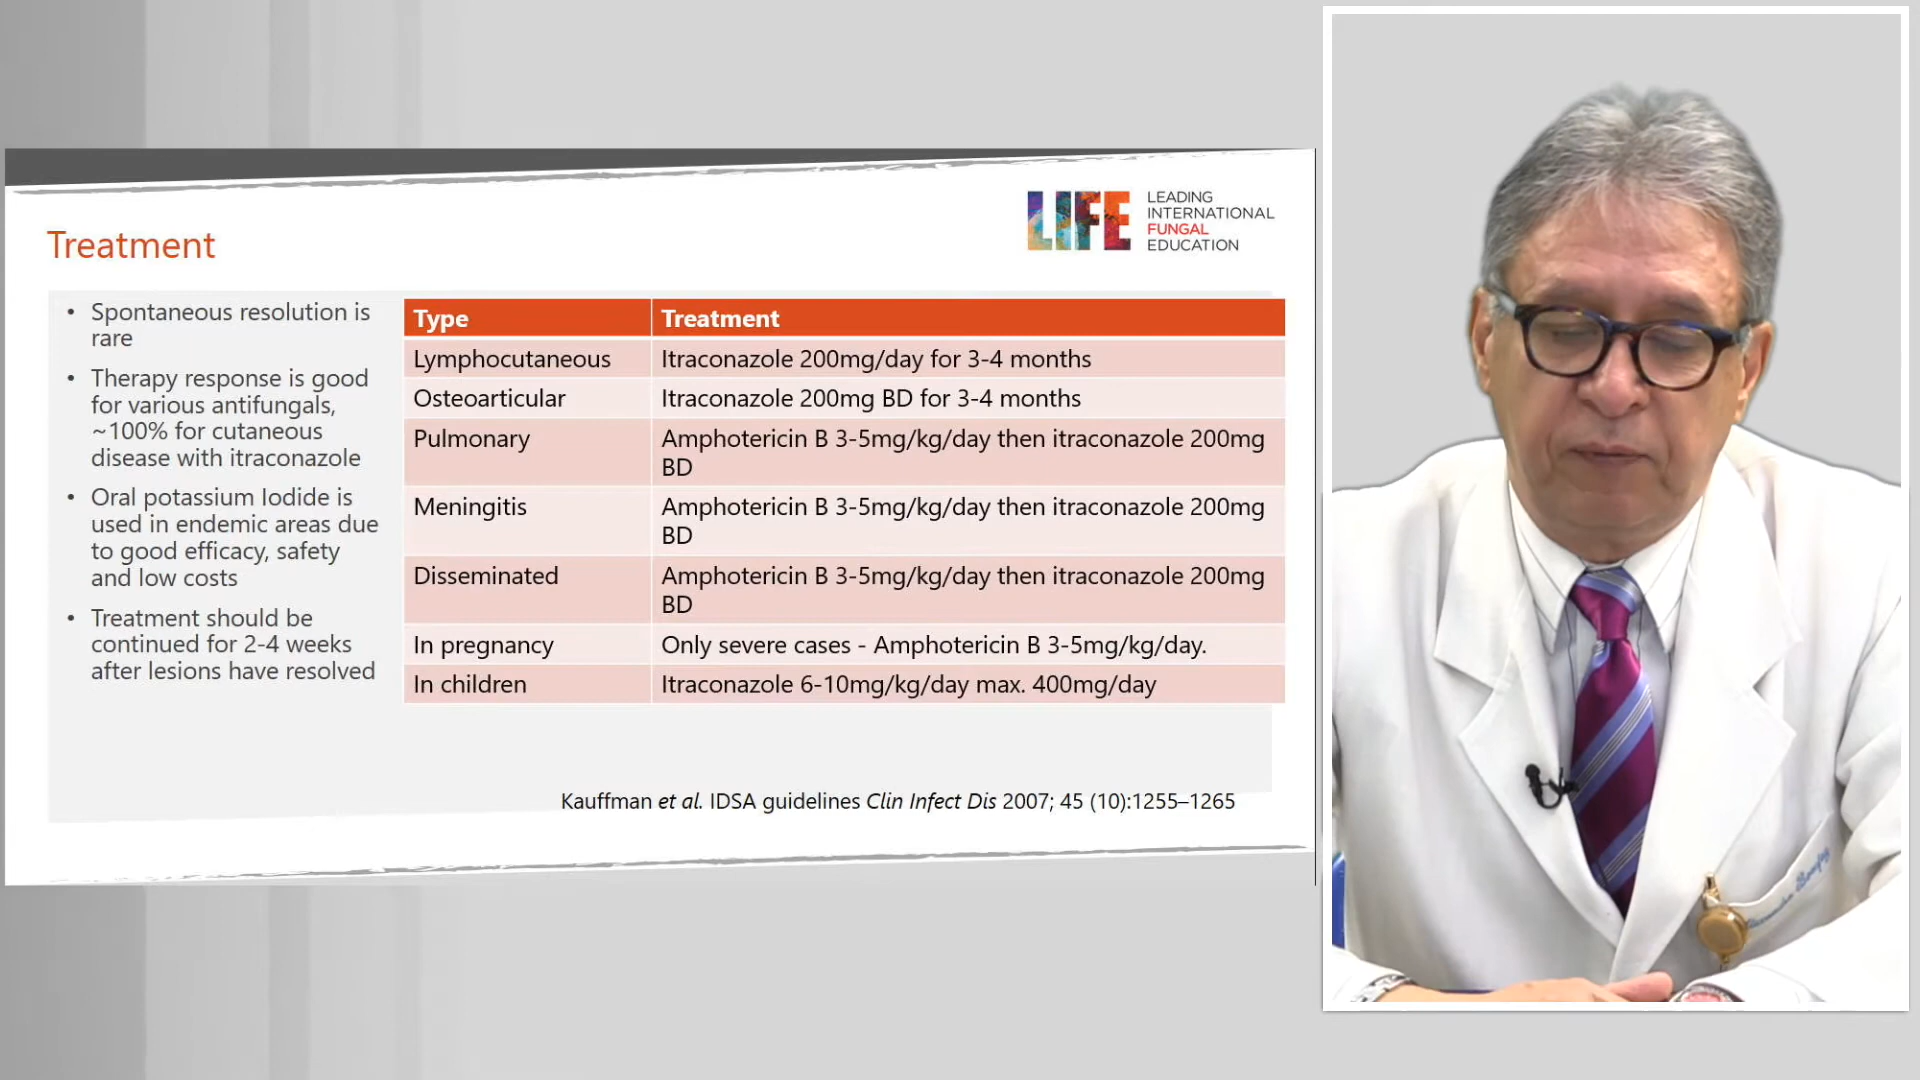 LIFE
LEADING
INTERNATIONAL
FUNGAL
EDUCATION
Treatment
• Spontaneous resolution is
rare
• Therapy response is good
for various antifungals,
~100% for cutaneous
disease with itraconazole
• Oral potassium Iodide is
used in endemic areas due
to good efficacy, safety
and low costs
• Treatment should be
continued for 2-4 weeks
after lesions have resolved
Type Treatment
Lymphocutaneous Itraconazole 200mg/day for 3-4 months
Osteoarticular Itraconazole 200mg BD for 3-4 months
Pulmonary Amphotericin B 3-5mg/kg/day then itraconazole 200mg
BD
Meningitis Amphotericin B 3-5mg/kg/day then itraconazole 200mg
BD
Disseminated Amphotericin B 3-5mg/kg/day then itraconazole 200mg
BD
In pregnancy Only severe cases - Amphotericin B 3-5mg/kg/day.
In children Itraconazole 6-10mg/kg/day max. 400mg/day
Kauffman et al. IDSA guidelines Clin Infect Dis 2007; 45 (10):1255–1265